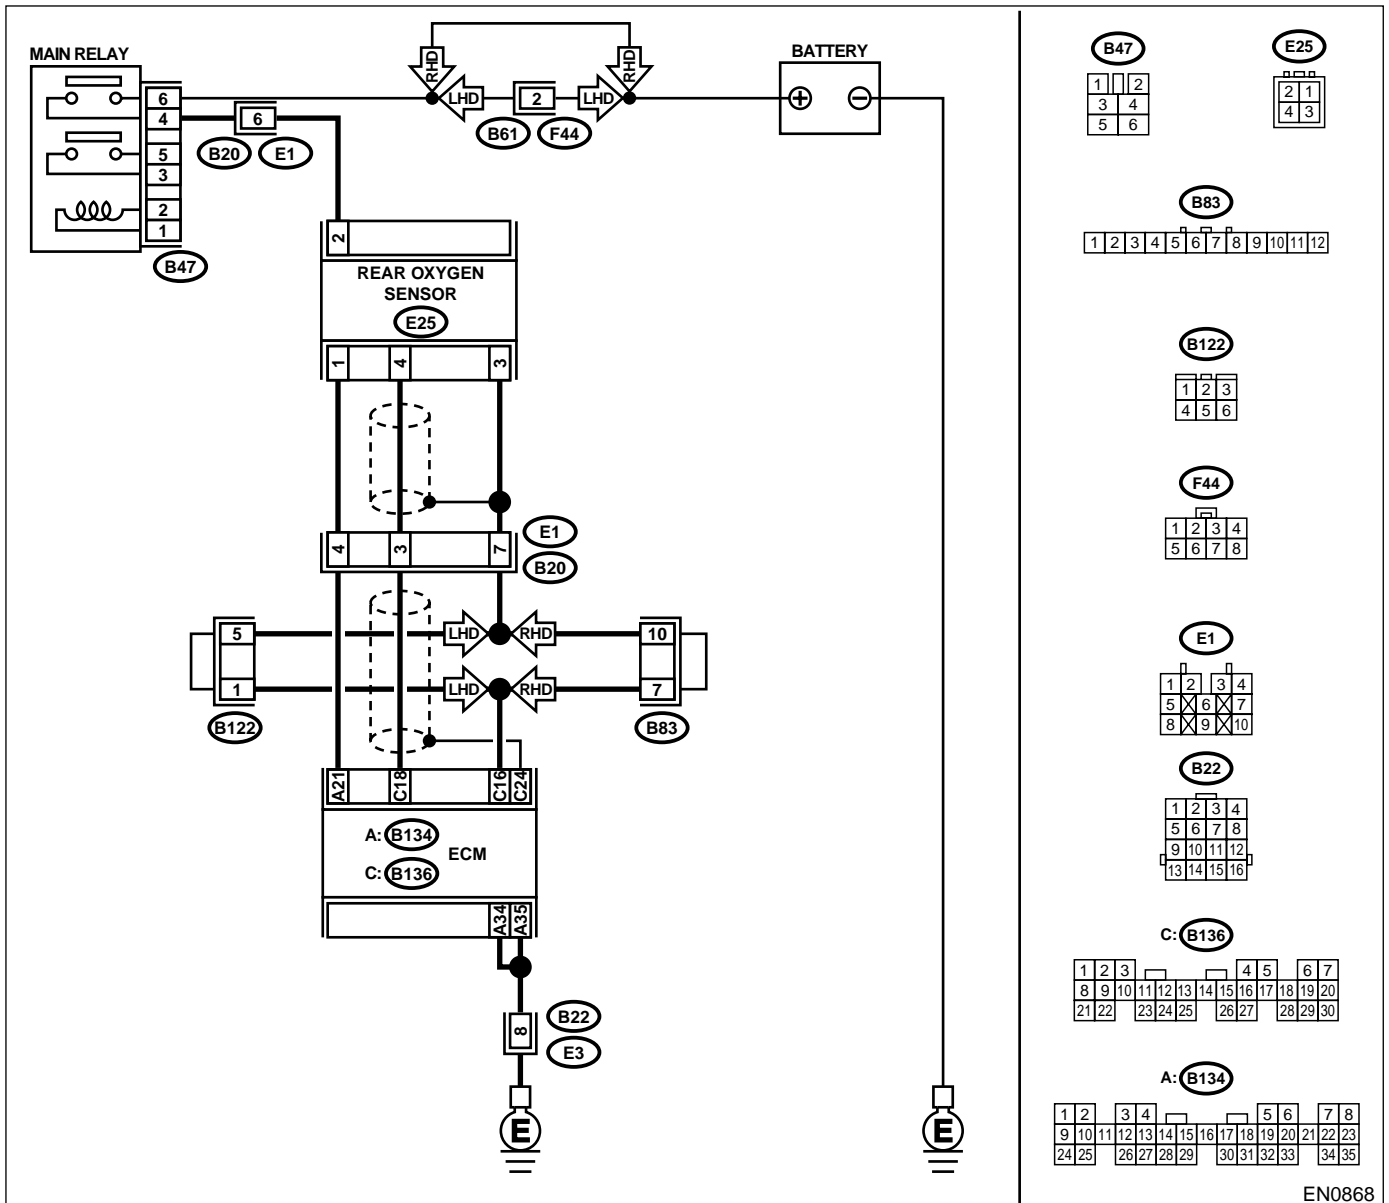 MAIN RELAY
6
4
5
3
2
1
B47
6
B20 E1
RHD RHD
LHD 2 LHD
B61 F44
BATTERY
+ −
2
REAR OXYGEN
SENSOR
E25
1 4 3
4 3 7
E1
B20
5 LHD RHD 10
1 LHD RHD 7
B122 B83
A21 C18 C16 C24
A: B134
ECM
C: B136
A34 A35
8
B22
E3
E E
B47
1 2
3 4
5 6
E25
2 1
4 3
B83
1 2 3 4 5 6 7 8 9 10 11 12
B122
1 2 3
4 5 6
F44
1 2 3 4
5 6 7 8
E1
1 2 3 4
5 6 7
8 9 10
B22
1 2 3 4
5 6 7 8
9 10 11 12
13 14 15 16
C: B136
1 2 3 4 5 6 7
8 9 10 11 12 13 14 15 16 17 18 19 20
21 22 23 24 25 26 27 28 29 30
A: B134
1 2 3 4 5 6 7 8
9 10 11 12 13 14 15 16 17 18 19 20 21 22 23
24 25 26 27 28 29 30 31 32 33 34 35
EN0868